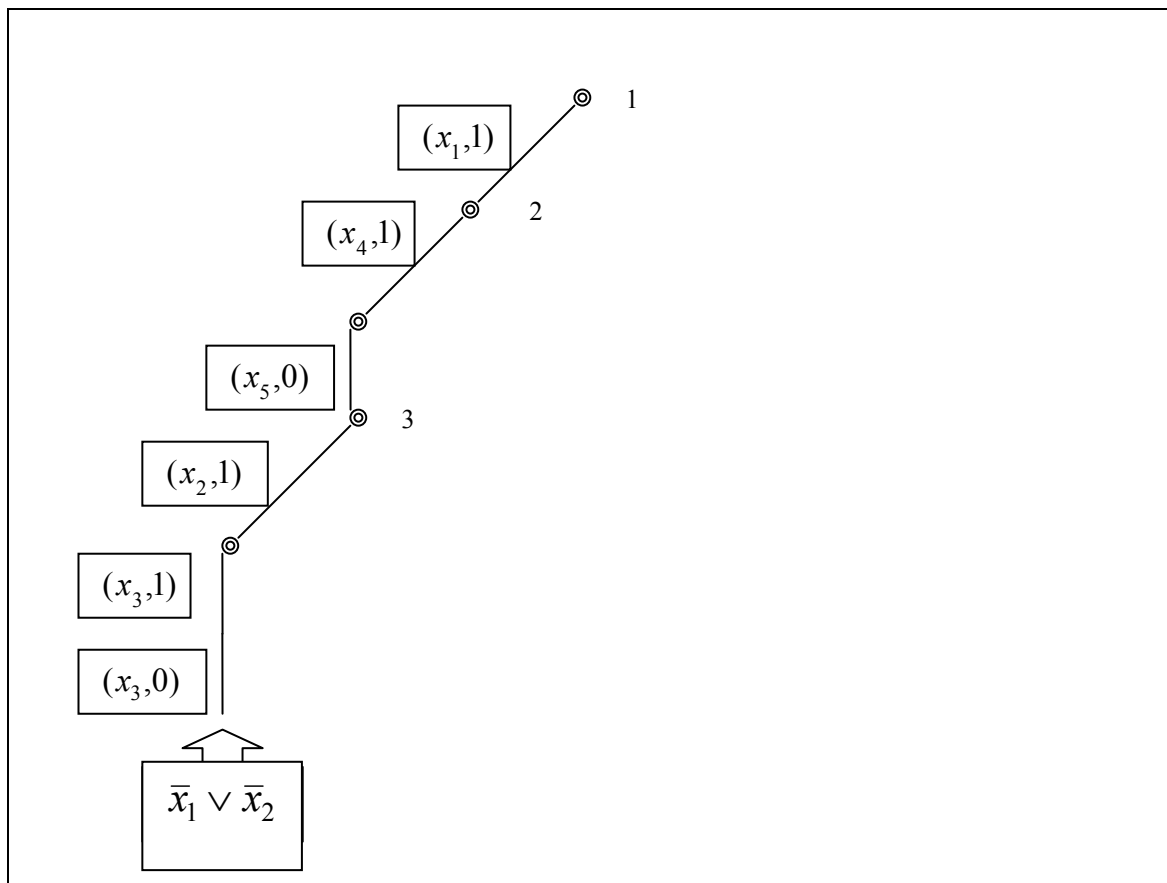 1
(x₁,1)
2
(x₄,1)
(x₅,0)
3
(x₂,1)
(x₃,1)
(x₃,0)
x̅₁ ∨ x̅₂